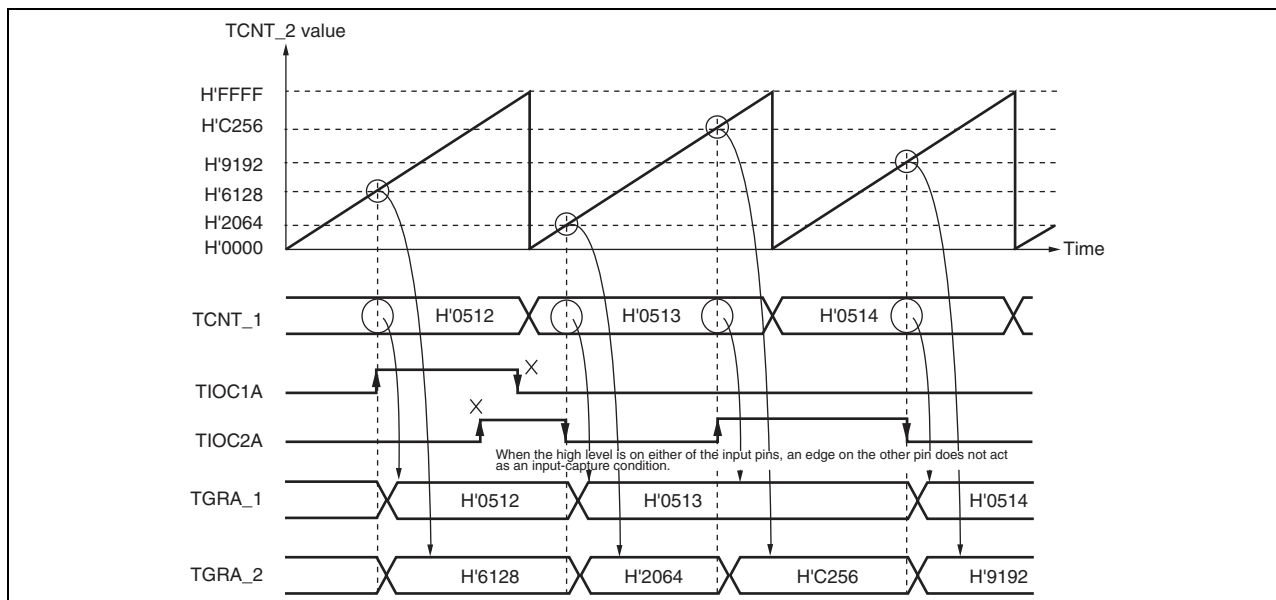 TCNT_2 value
H'FFFF
H'C256
H'9192
H'6128
H'2064
H'0000
Time
TCNT_1
H'0512
H'0513
H'0514
TIOC1A
TIOC2A
When the high level is on either of the input pins, an edge on the other pin does not act
as an input-capture condition.
TGRA_1
H'0512
H'0513
H'0514
TGRA_2
H'6128
H'2064
H'C256
H'9192